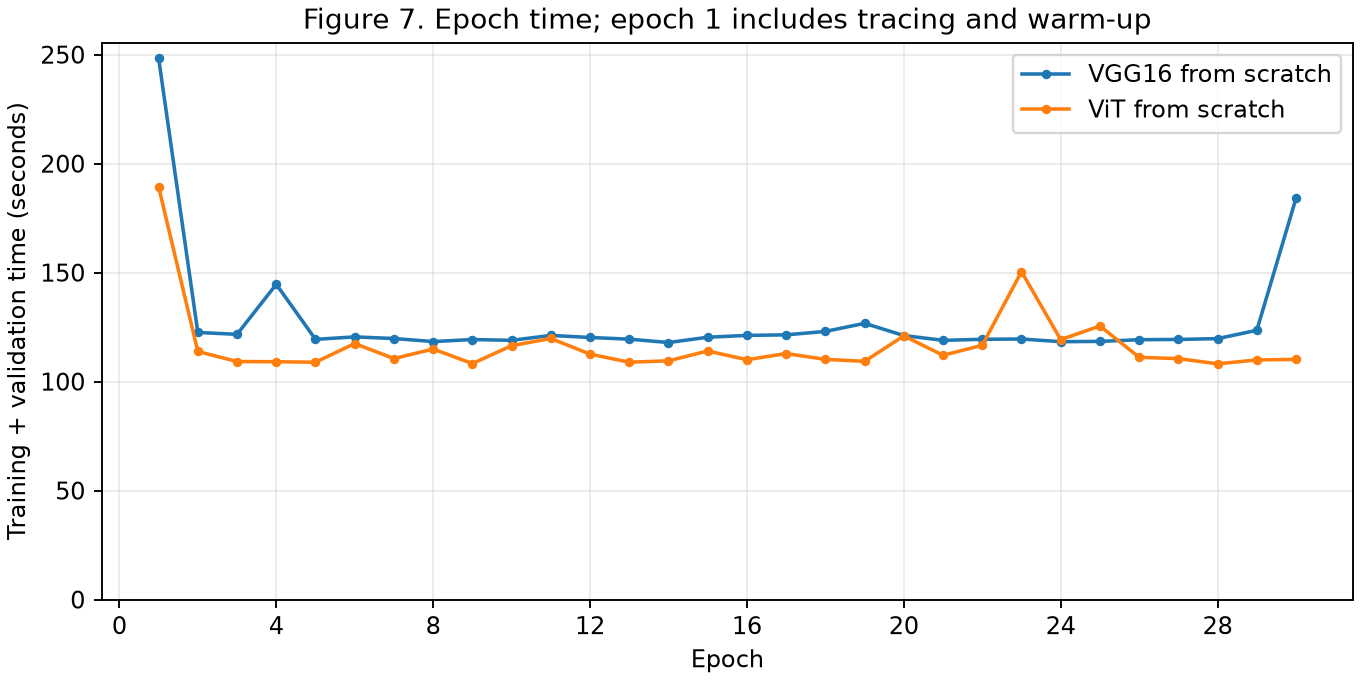 Figure 7. Epoch time; epoch 1 includes tracing and warm-up
Training + validation time (seconds)
250
200
150
100
50
0
VGG16 from scratch
ViT from scratch
0 4 8 12 16 20 24 28
Epoch